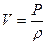 V = P/ρ